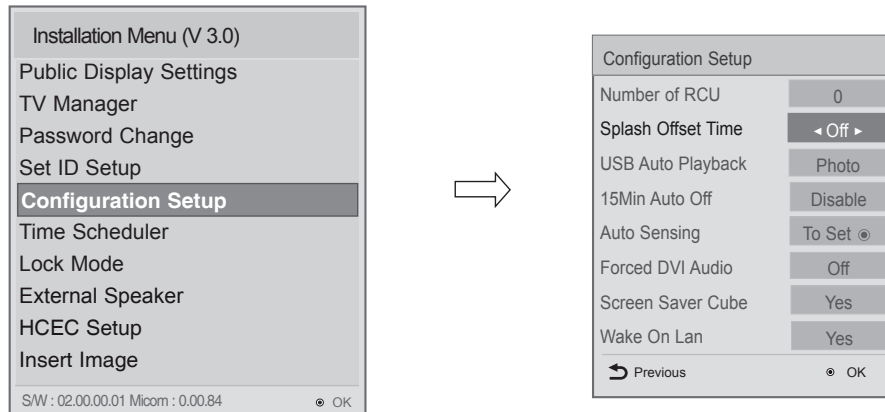 Installation Menu (V 3.0)
Public Display Settings
TV Manager
Password Change
Set ID Setup
Configuration Setup
Time Scheduler
Lock Mode
External Speaker
HCEC Setup
Insert Image
S/W : 02.00.00.01 Micom : 0.00.84 ◉ OK
Configuration Setup
Number of RCU 0
Splash Offset Time ◄ Off ►
USB Auto Playback Photo
15Min Auto Off Disable
Auto Sensing To Set ◉
Forced DVI Audio Off
Screen Saver Cube Yes
Wake On Lan Yes
Previous ◉ OK